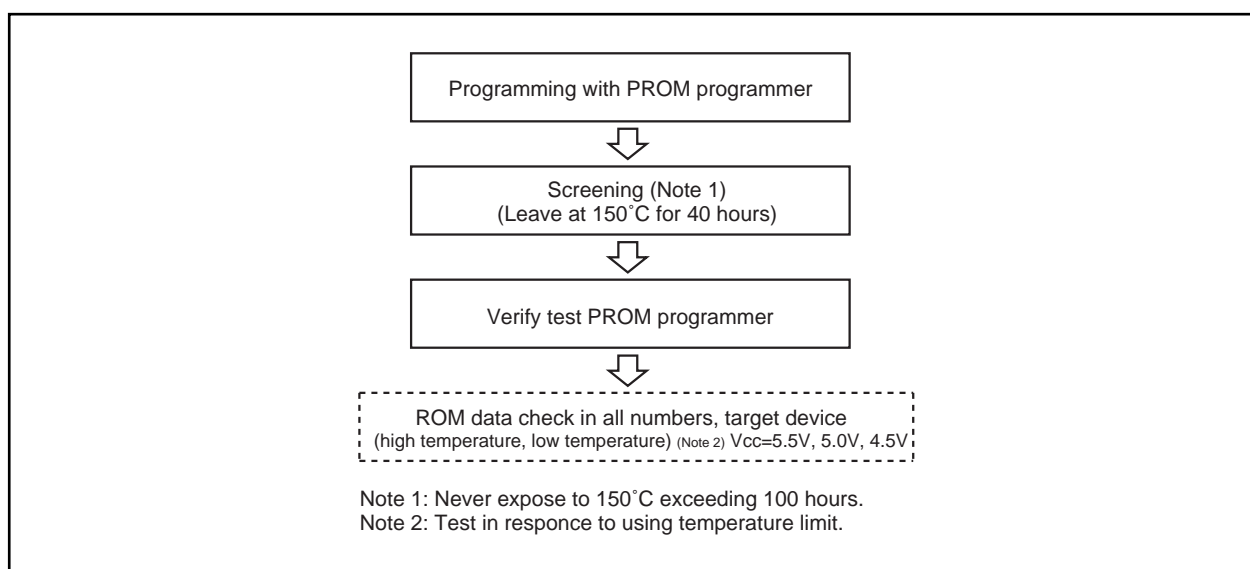 Programming with PROM programmer
Screening (Note 1)
(Leave at 150˚C for 40 hours)
Verify test PROM programmer
ROM data check in all numbers, target device
(high temperature, low temperature) (Note 2) Vcc=5.5V, 5.0V, 4.5V
Note 1: Never expose to 150˚C exceeding 100 hours.
Note 2: Test in responce to using temperature limit.